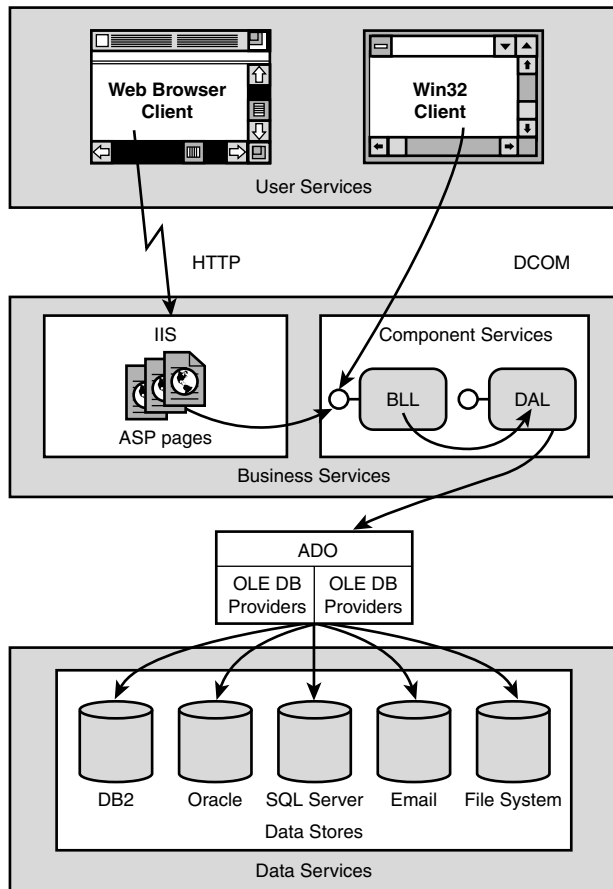 Web Browser
Client
Win32
Client
User Services
HTTP
DCOM
IIS
ASP pages
Component Services
BLL
DAL
Business Services
ADO
OLE DB
Providers
OLE DB
Providers
DB2
Oracle
SQL Server
Email
File System
Data Stores
Data Services